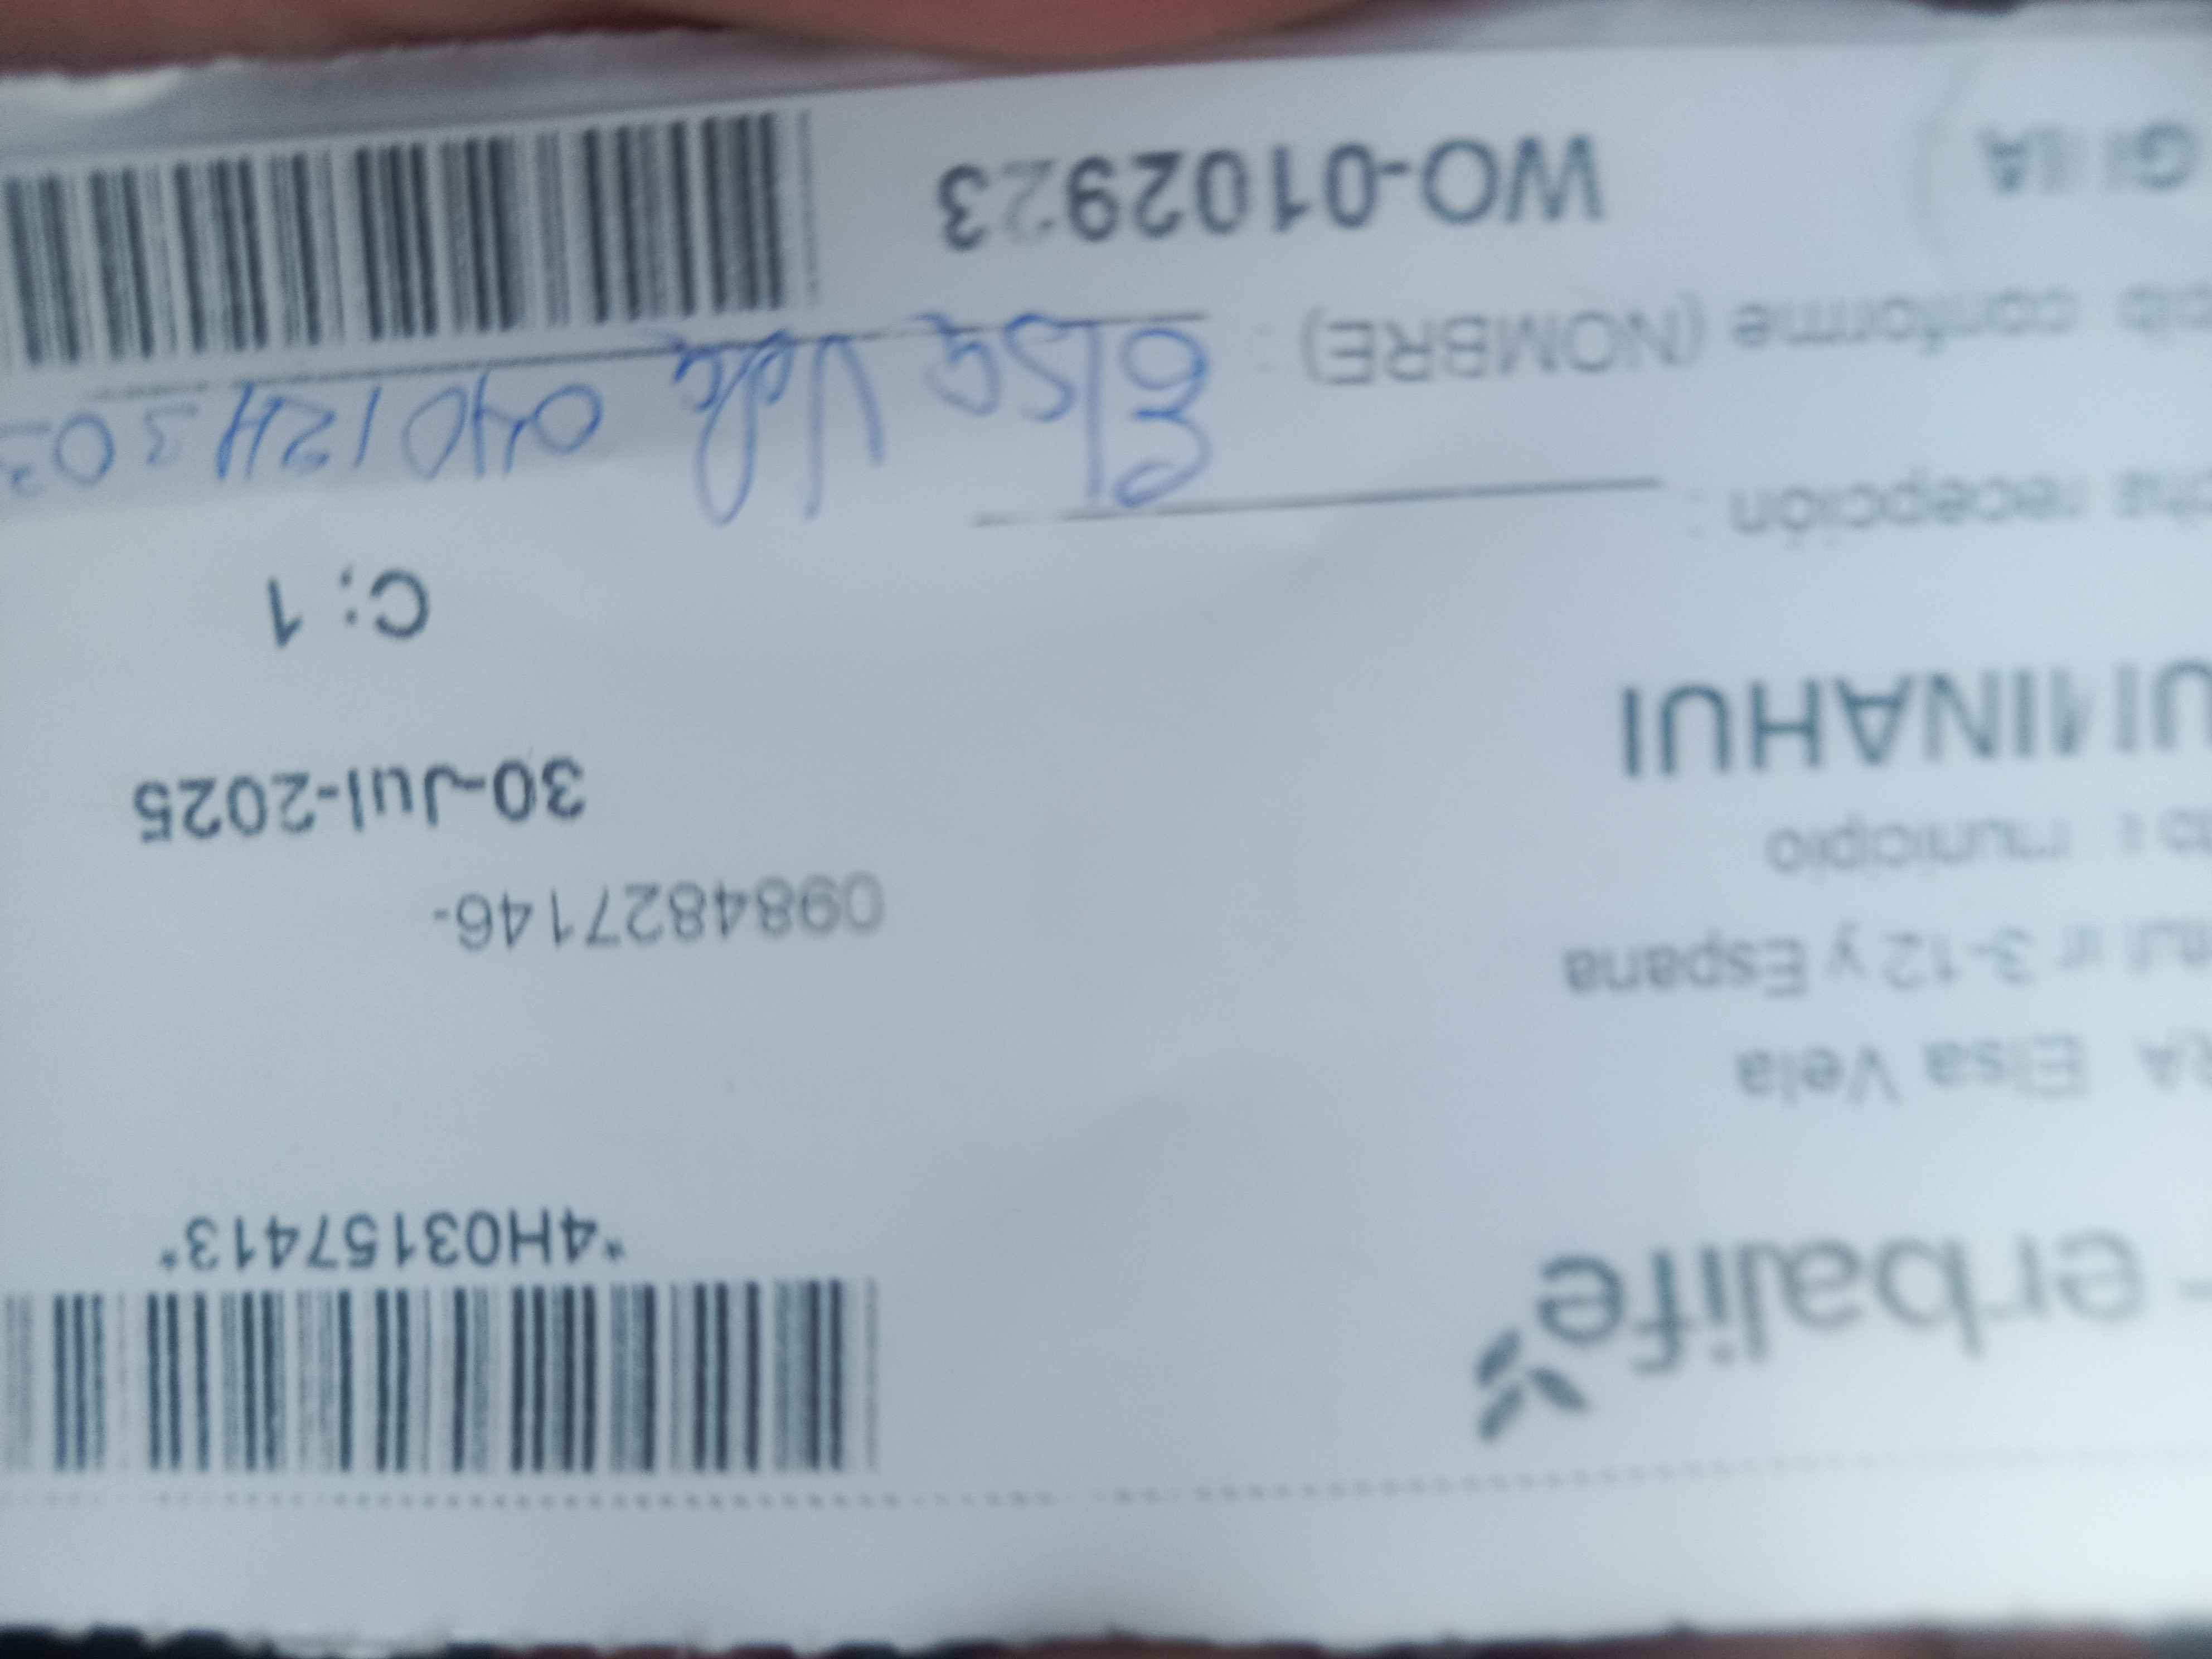 erbalife
*4H03157413*
Elsa Vela
3-12 y Espana
0984827146-
municipio
30-Jul-2025
C: 1
recepción :
conforme (NOMBRE) : Elsa Vela
WO-0102923